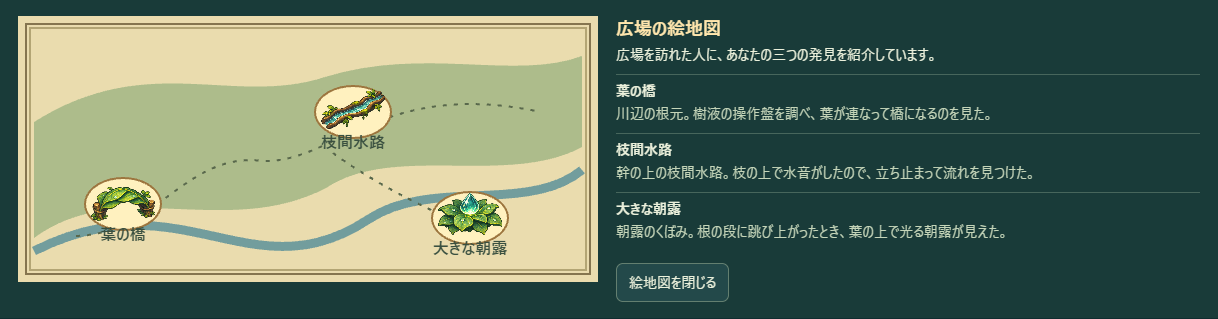 枝間水路
葉の橋
大きな朝露
広場の絵地図
広場を訪れた人に、あなたの三つの発見を紹介しています。
葉の橋
川辺の根元。樹液の操作盤を調べ、葉が連なって橋になるのを見た。
枝間水路
幹の上の枝間水路。枝の上で水音がしたので、立ち止まって流れを見つけた。
大きな朝露
朝露のくぼみ。根の段に跳び上がったとき、葉の上で光る朝露が見えた。
絵地図を閉じる